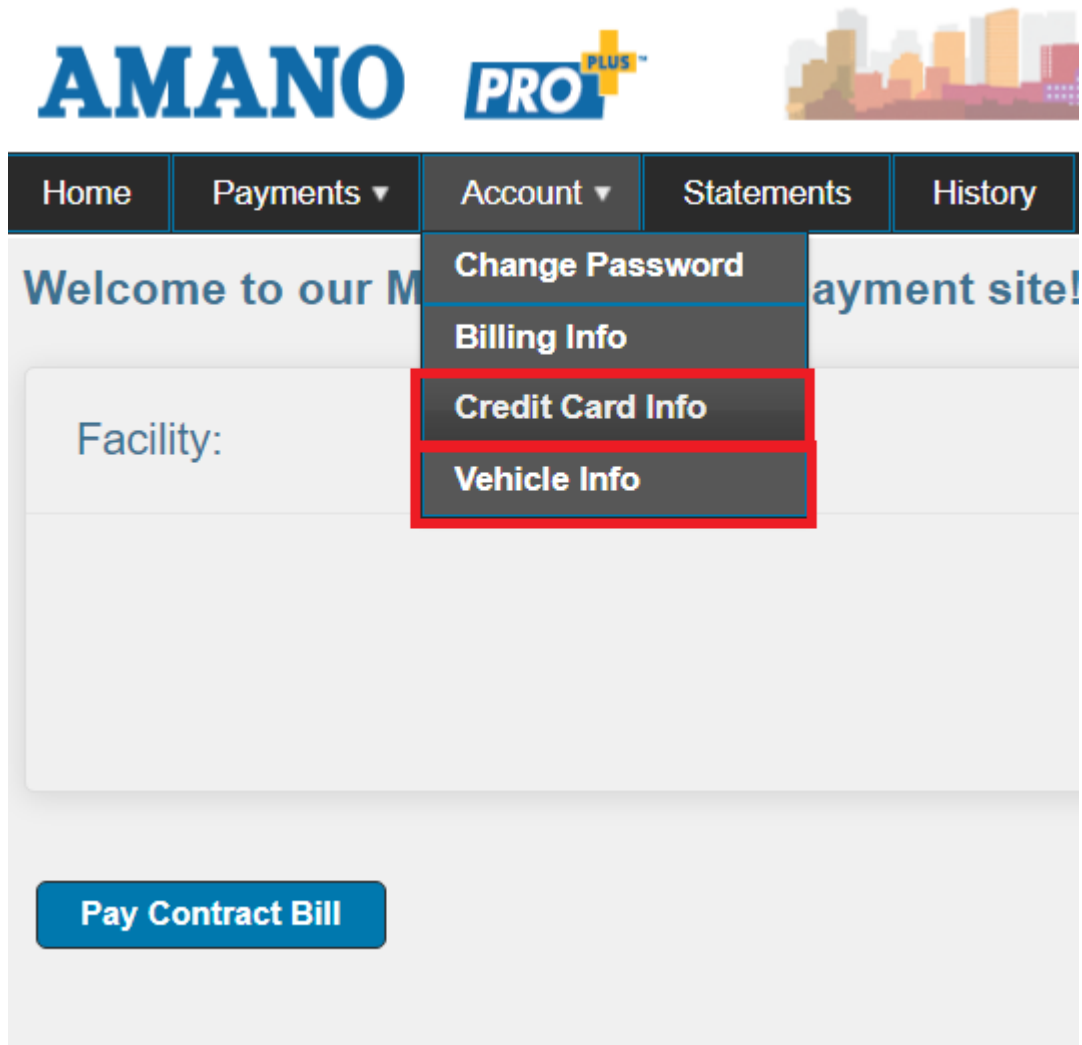 AMANO PRO PLUS ™
Home Payments ▼ Account ▼ Statements History
Change Password
Welcome to our M ayment site!
Billing Info
Credit Card Info
Facility:
Vehicle Info
Pay Contract Bill